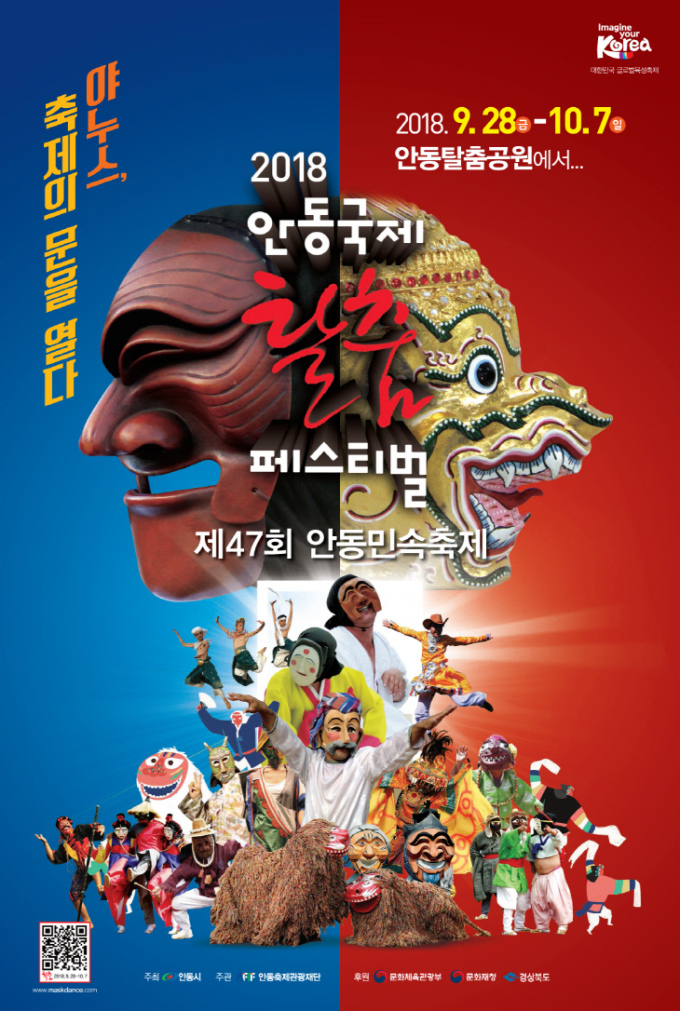 Imagine
your
Korea
대한민국 글로벌육성축제
야누스,
축제의 문을 열다
2018. 9. 28 금 - 10. 7 일
안동탈춤공원에서...
2018
안동국제
탈춤
페스티벌
제47회 안동민속축제
2018.9.28-10.7
www.maskdance.com
주최 안동시 주관 안동축제관광재단 후원 문화체육관광부 문화재청 경상북도